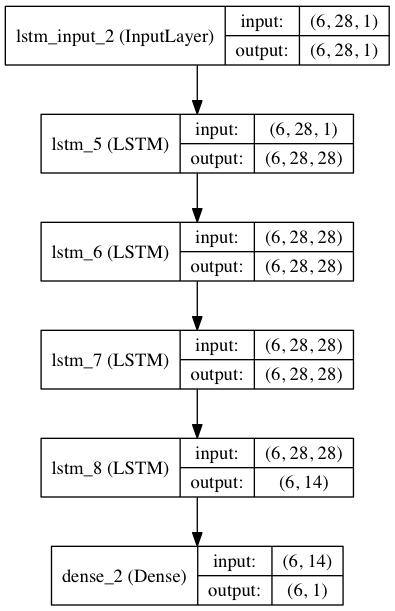 lstm_input_2 (InputLayer)
input: (6, 28, 1)
output: (6, 28, 1)
lstm_5 (LSTM)
input: (6, 28, 1)
output: (6, 28, 28)
lstm_6 (LSTM)
input: (6, 28, 28)
output: (6, 28, 28)
lstm_7 (LSTM)
input: (6, 28, 28)
output: (6, 28, 28)
lstm_8 (LSTM)
input: (6, 28, 28)
output: (6, 14)
dense_2 (Dense)
input: (6, 14)
output: (6, 1)